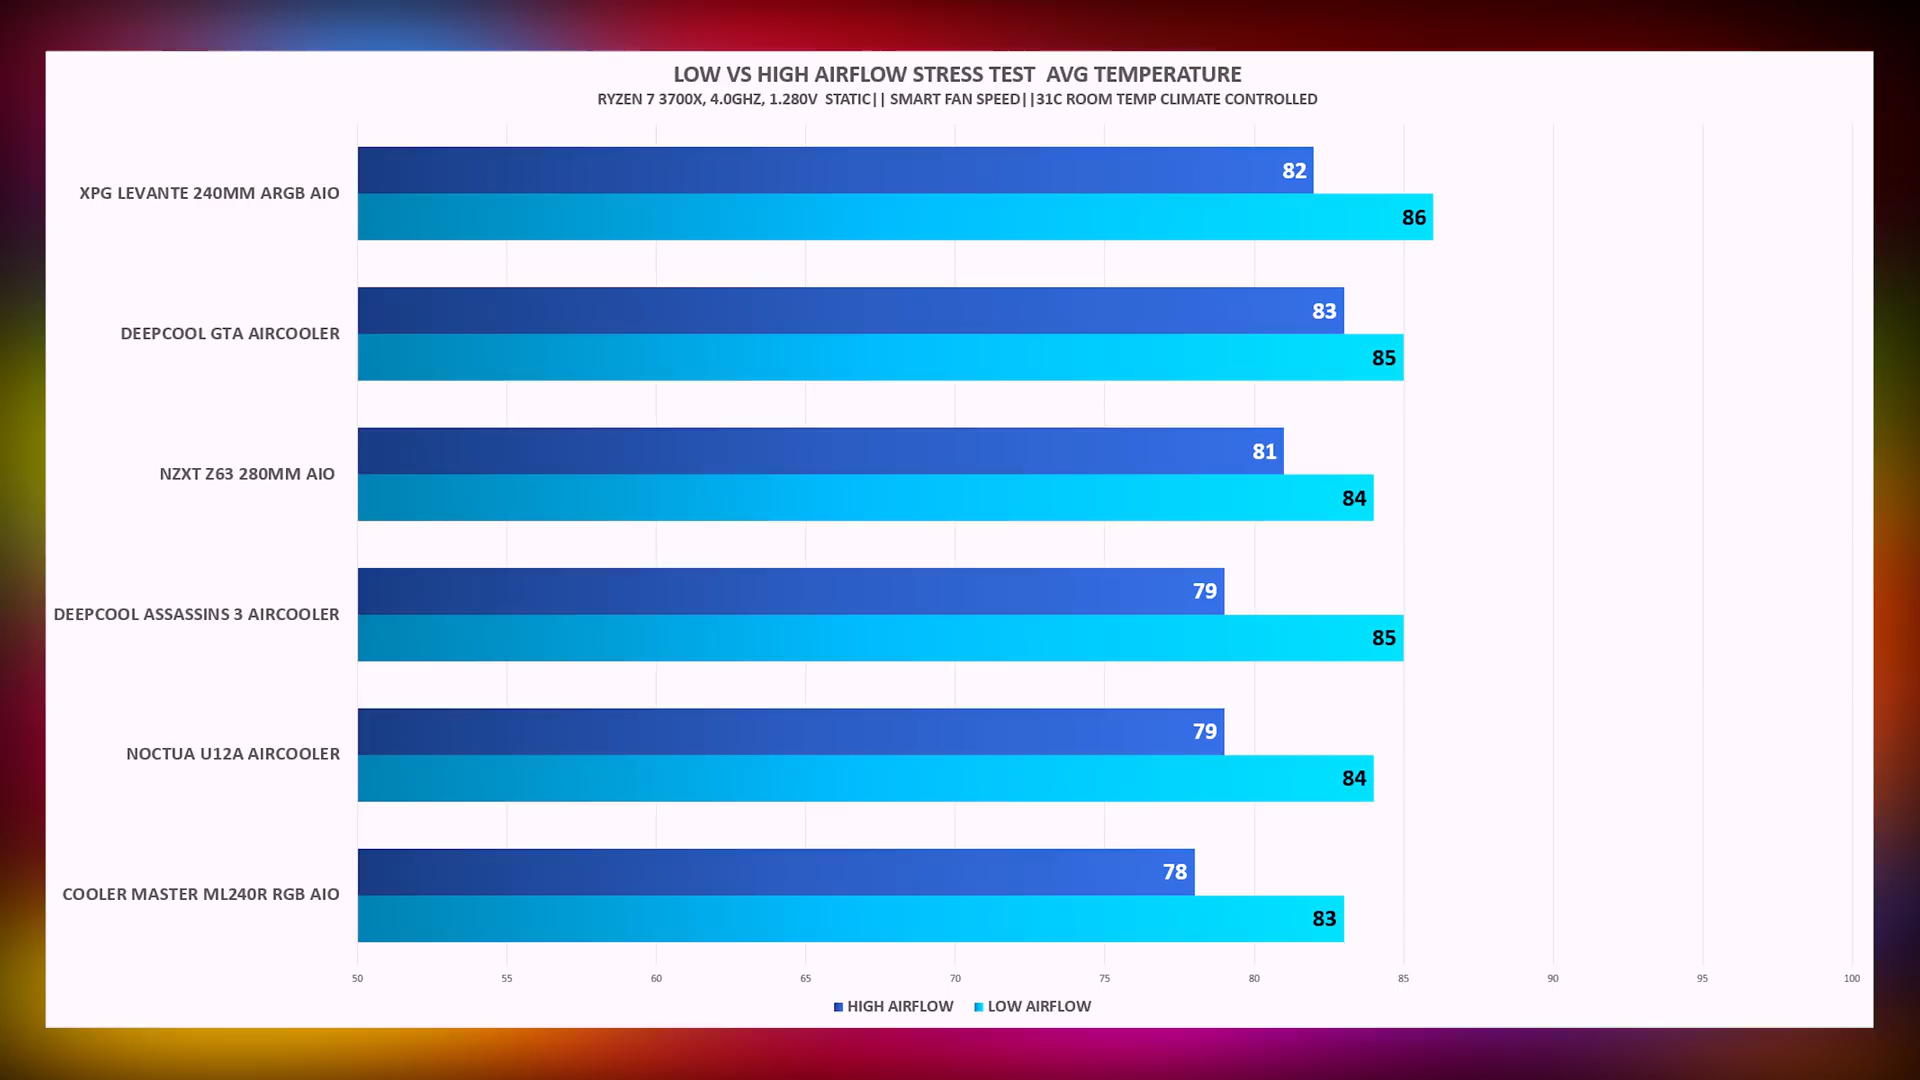 LOW VS HIGH AIRFLOW STRESS TEST  AVG TEMPERATURE
RYZEN 7 3700X, 4.0GHZ, 1.280V  STATIC|| SMART FAN SPEED||31C ROOM TEMP CLIMATE CONTROLLED
XPG LEVANTE 240MM ARGB AIO
82
86
DEEPCOOL GTA AIRCOOLER
83
85
NZXT Z63 280MM AIO
81
84
DEEPCOOL ASSASSINS 3 AIRCOOLER
79
85
NOCTUA U12A AIRCOOLER
79
84
COOLER MASTER ML240R RGB AIO
78
83
50 55 60 65 70 75 80 85 90 95 100
HIGH AIRFLOW LOW AIRFLOW